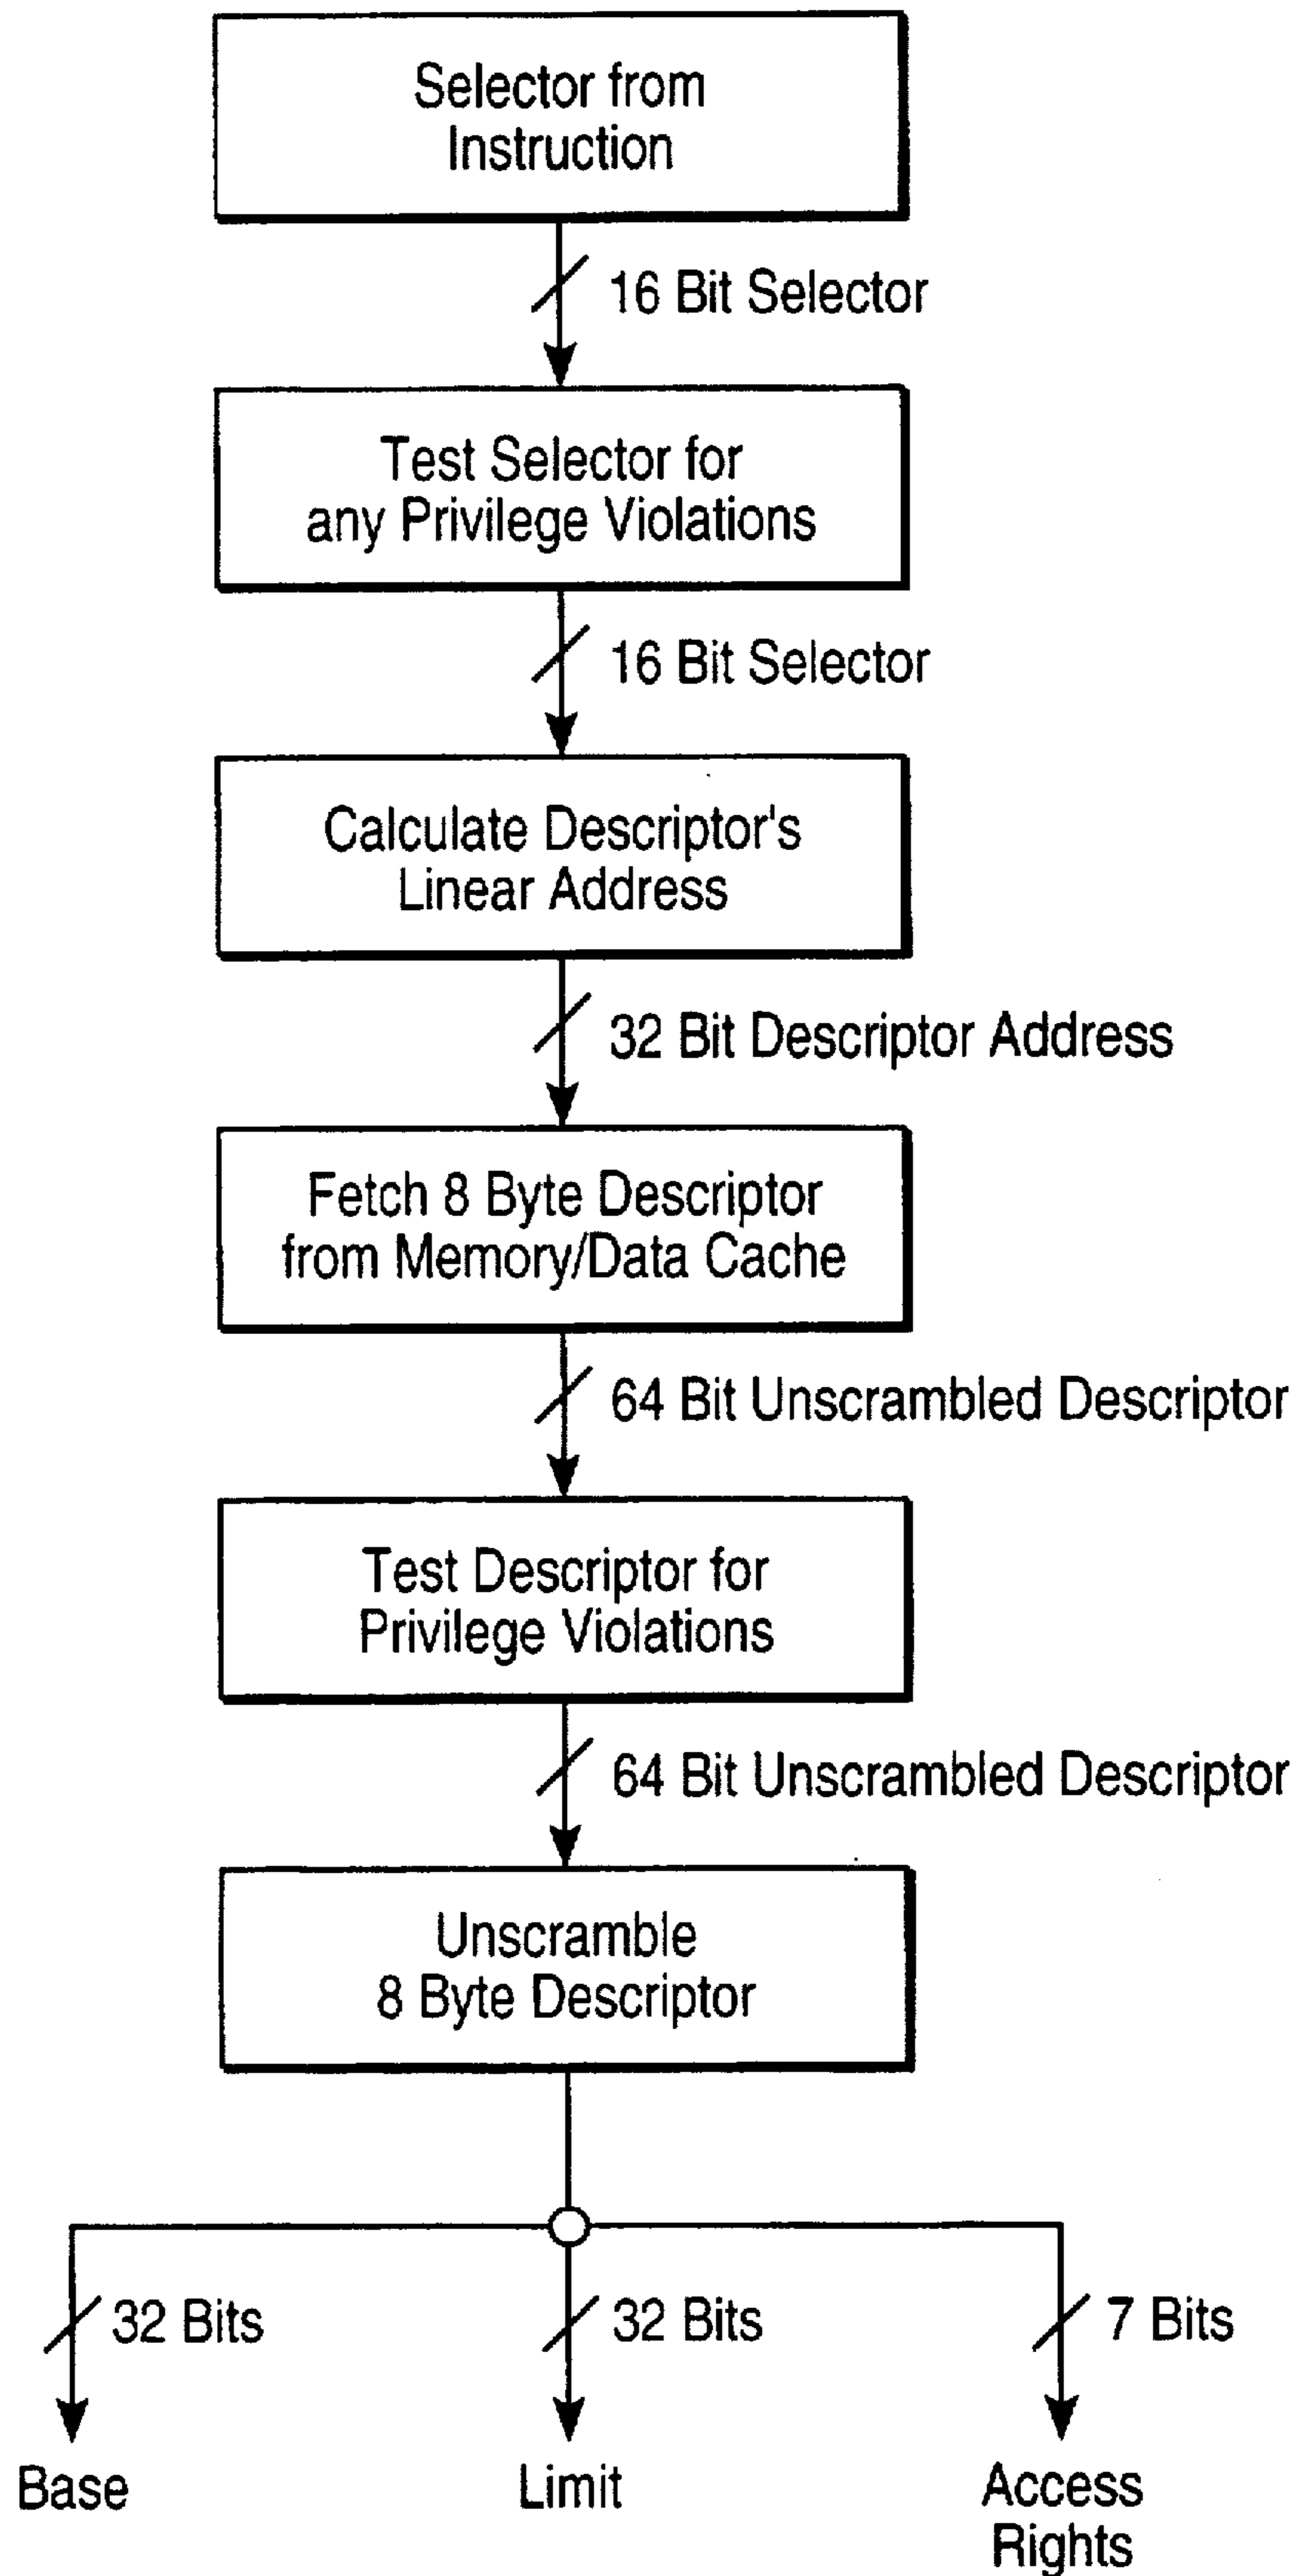 Selector from
Instruction
16 Bit Selector
Test Selector for
any Privilege Violations
16 Bit Selector
Calculate Descriptor's
Linear Address
32 Bit Descriptor Address
Fetch 8 Byte Descriptor
from Memory/Data Cache
64 Bit Unscrambled Descriptor
Test Descriptor for
Privilege Violations
64 Bit Unscrambled Descriptor
Unscramble
8 Byte Descriptor
32 Bits
32 Bits
7 Bits
Base
Limit
Access
Rights